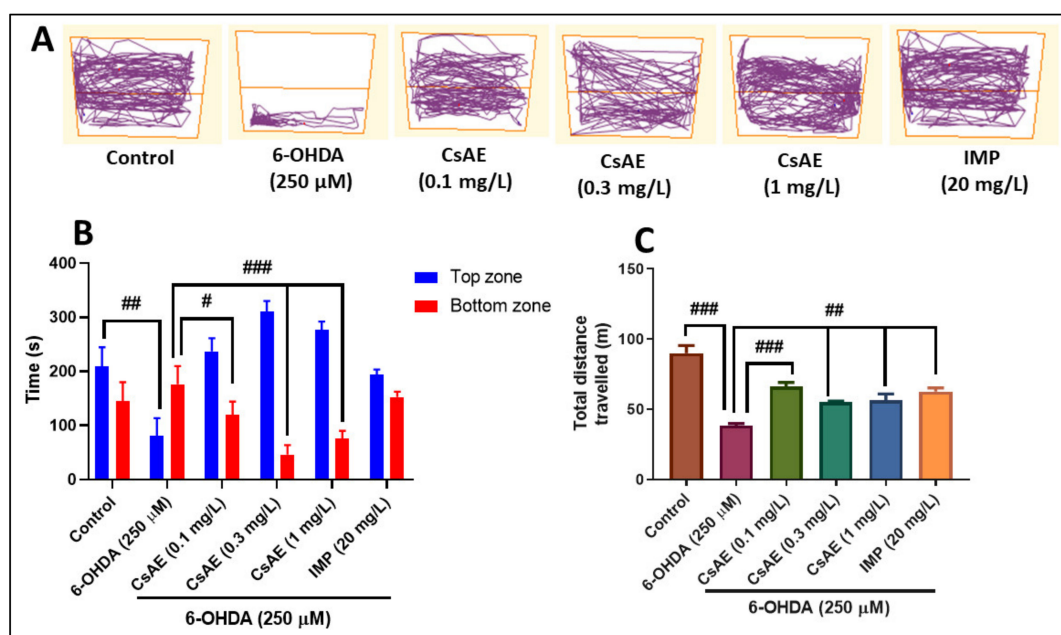 A
Control
6-OHDA
(250 µM)
CsAE
(0.1 mg/L)
CsAE
(0.3 mg/L)
CsAE
(1 mg/L)
IMP
(20 mg/L)
B
Time (s)
400
300
200
100
0
##
#
###
Top zone
Bottom zone
Control
6-OHDA (250 µM)
CsAE (0.1 mg/L)
CsAE (0.3 mg/L)
CsAE (1 mg/L)
IMP (20 mg/L)
6-OHDA (250 µM)
C
Total distance
travelled (m)
150
100
50
0
###
###
##
Control
6-OHDA (250 µM)
CsAE (0.1 mg/L)
CsAE (0.3 mg/L)
CsAE (1 mg/L)
IMP (20 mg/L)
6-OHDA (250 µM)